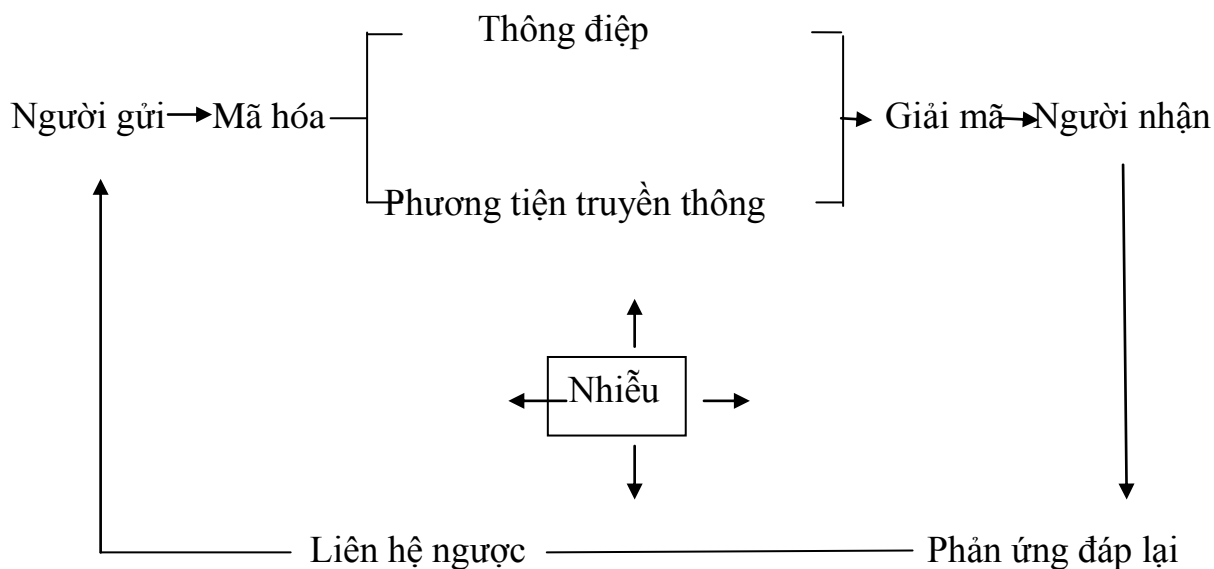 Thông điệp
Người gửi Mã hóa Giải mã Người nhận
Phương tiện truyền thông
Nhiễu
Liên hệ ngược Phản ứng đáp lại